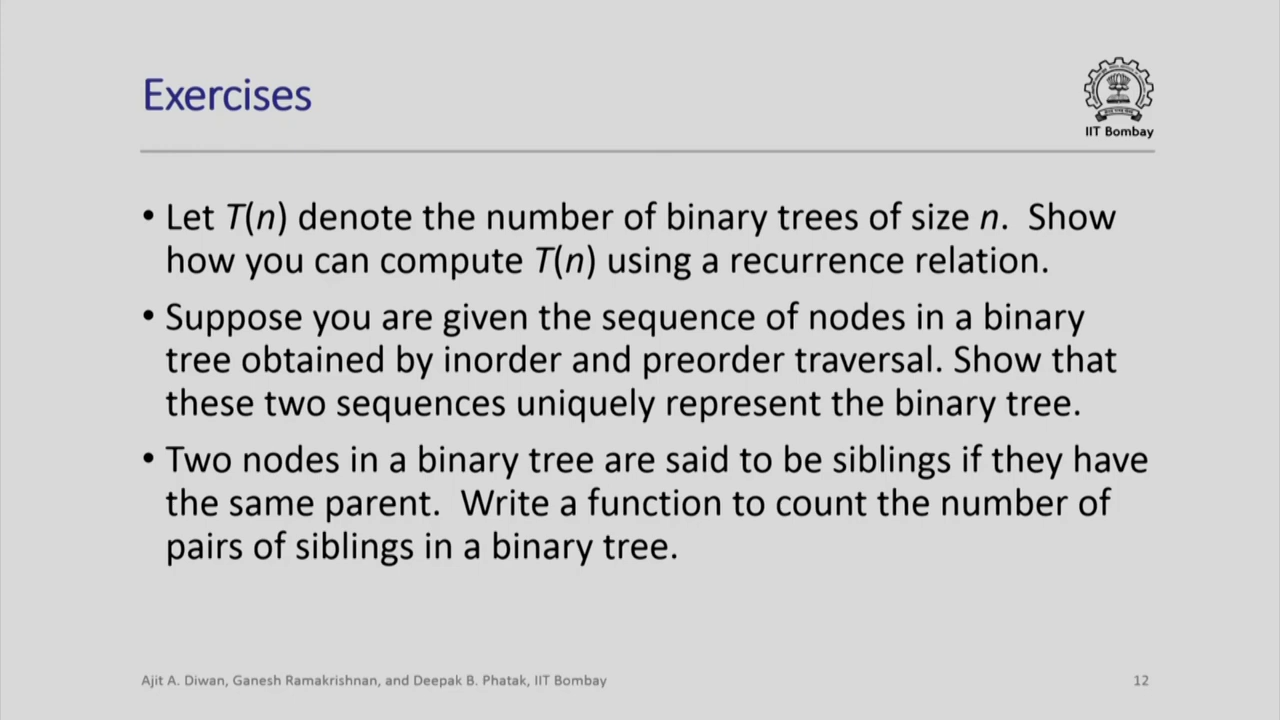 Exercises
IIT Bombay
• Let T(n) denote the number of binary trees of size n. Show
how you can compute T(n) using a recurrence relation.
• Suppose you are given the sequence of nodes in a binary
tree obtained by inorder and preorder traversal. Show that
these two sequences uniquely represent the binary tree.
• Two nodes in a binary tree are said to be siblings if they have
the same parent. Write a function to count the number of
pairs of siblings in a binary tree.
Ajit A. Diwan, Ganesh Ramakrishnan, and Deepak B. Phatak, IIT Bombay
12